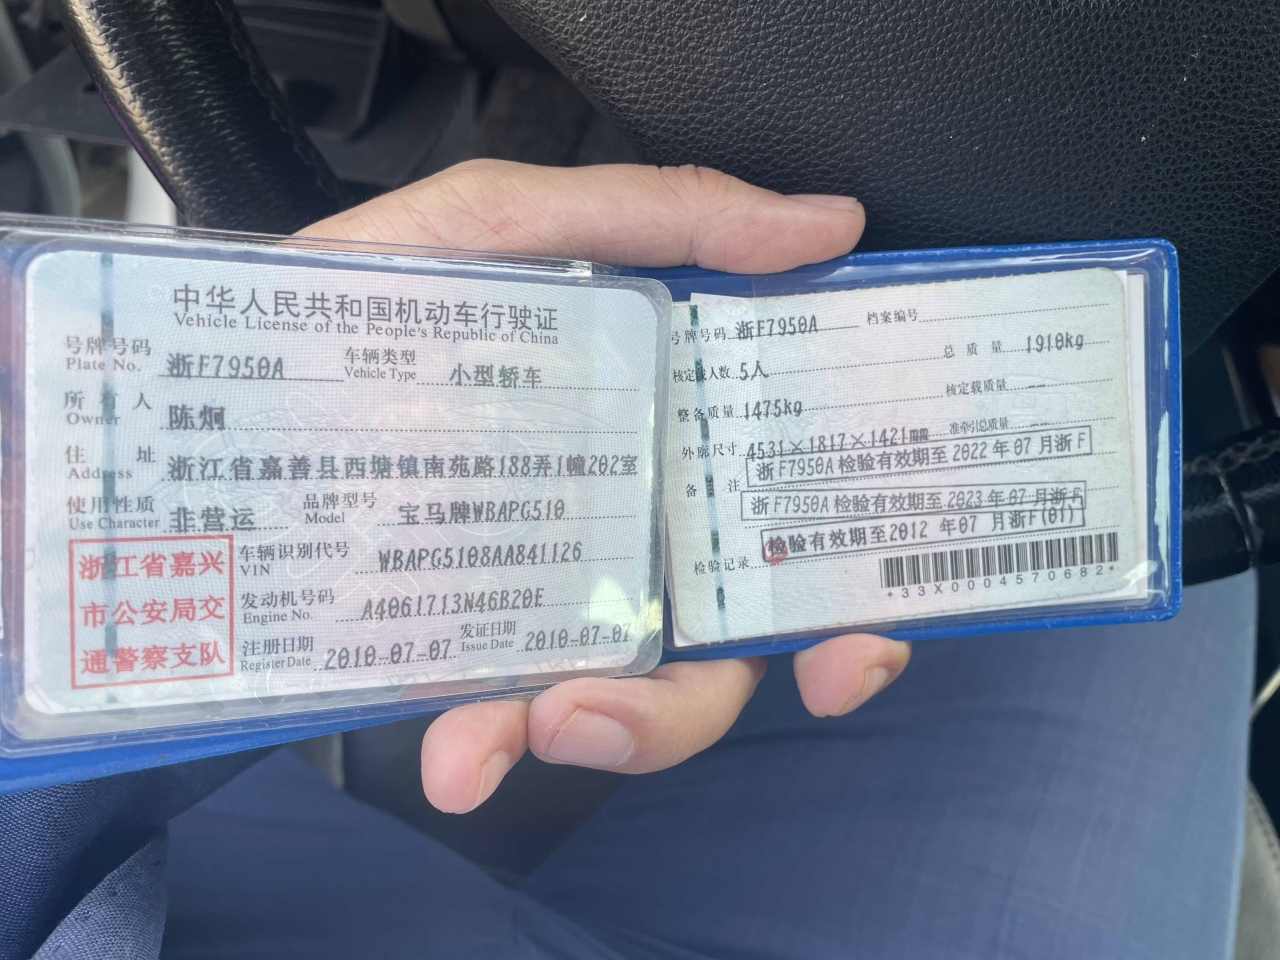 中华人民共和国机动车行驶证
Vehicle License of the People's Republic of China
号牌号码 浙F7950A 车辆类型 小型轿车
Plate No. Vehicle Type
所有人 陈炯
Owner
住址 浙江省嘉善县西塘镇南苑路188弄1幢202室
Address
使用性质 非营运 品牌型号 宝马牌WBAPG510
Use Character Model
浙江省嘉兴
市公安局交
通警察支队
车辆识别代号 WBAPG5108AA841126
VIN
发动机号码 A4061713N46B20E
Engine No.
注册日期 2010-07-07 发证日期 2010-07-07
Register Date Issue Date
号牌号码 浙F7950A 档案编号
核定载人数 5人 总质量 1910kg
整备质量 1475kg 核定载质量 --
外廓尺寸 4531×1817×1421mm 准牵引总质量 --
备注 浙F7950A检验有效期至2022年07月浙F
浙F7950A检验有效期至2023年07月浙F
检验记录 检验有效期至2012年07月浙F(01)
*33X0004570682*